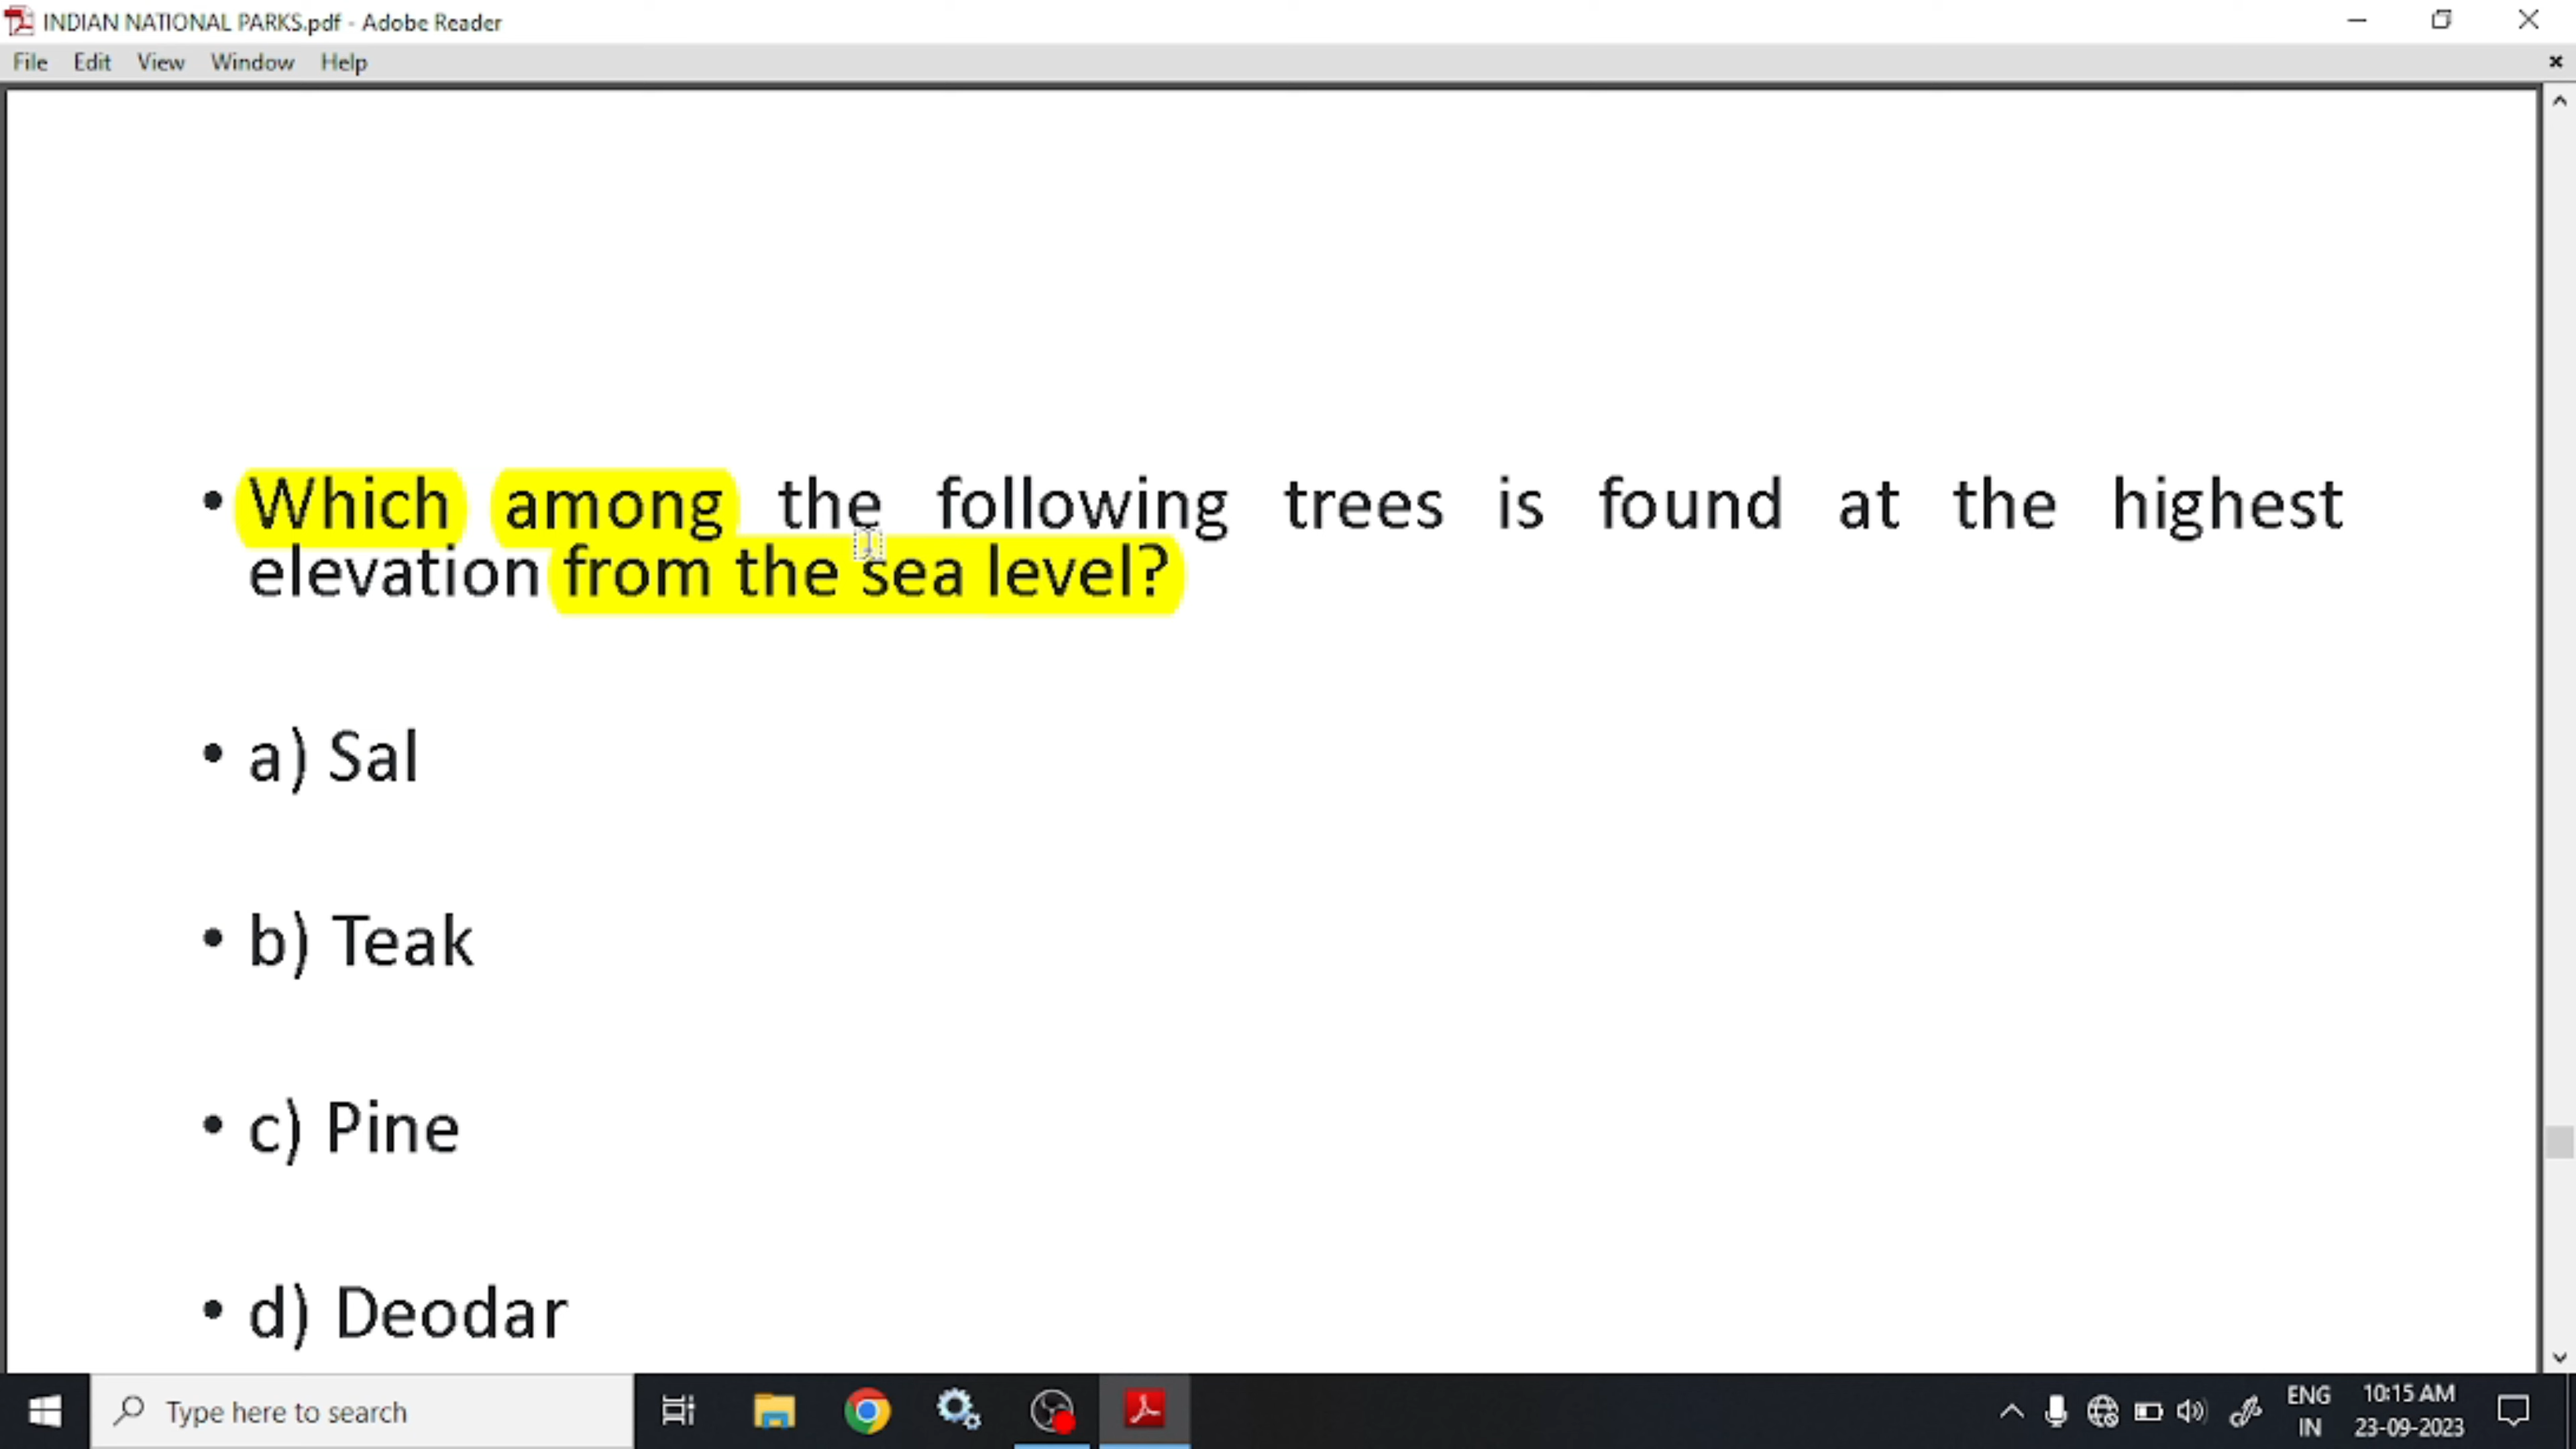 INDIAN NATIONAL PARKS.pdf - Adobe Reader
File Edit View Window Help
• Which among the following trees is found at the highest
elevation from the sea level?
• a) Sal
• b) Teak
• c) Pine
• d) Deodar
Type here to search
ENG
IN
10:15 AM
23-09-2023